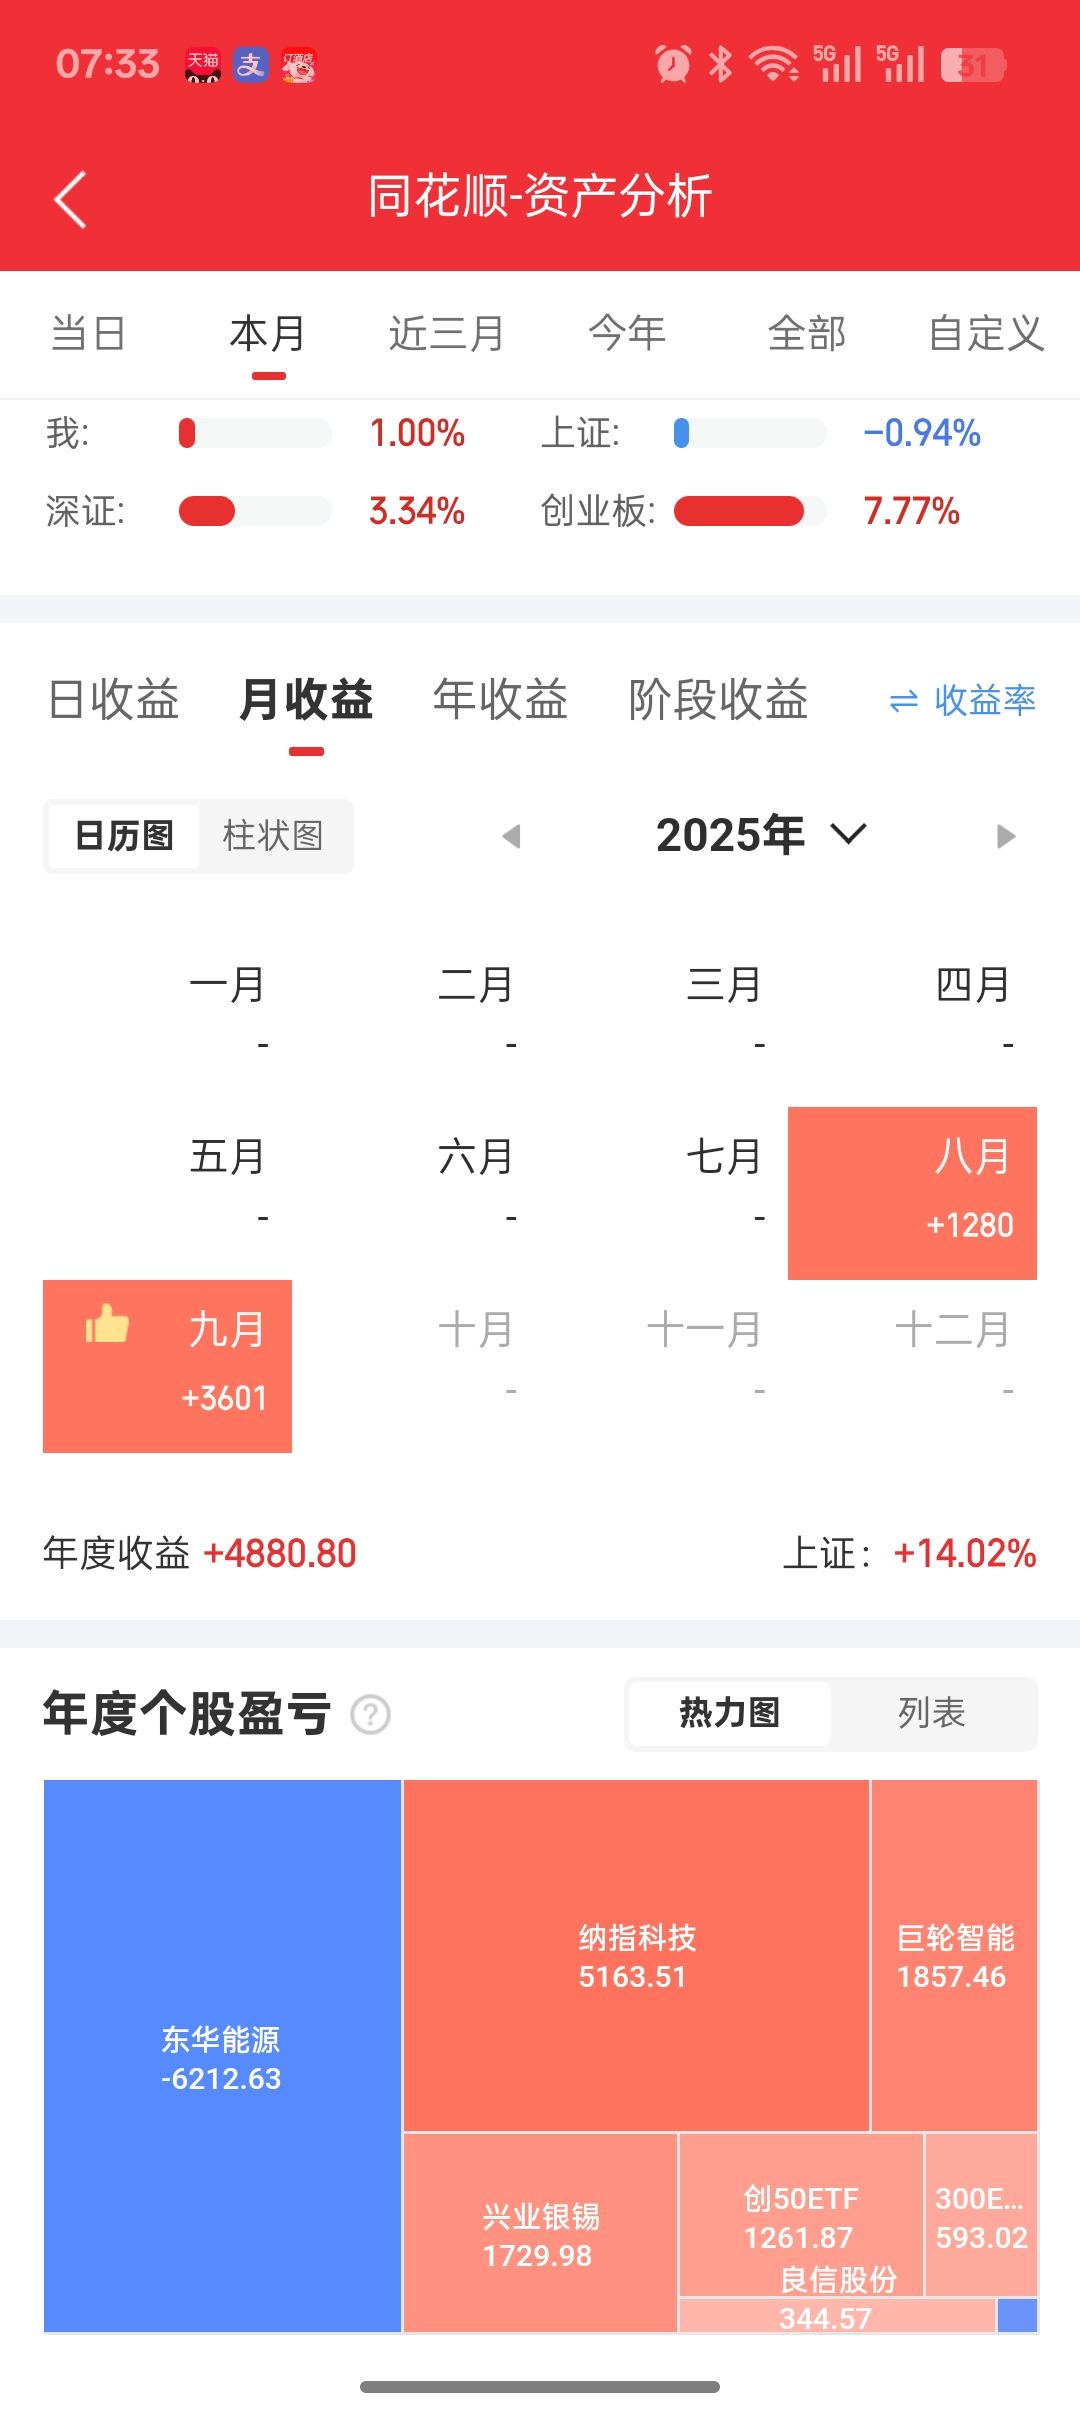 07:33
天猫
支
订酒店
5G
5G
31
同花顺-资产分析
当日 本月 近三月 今年 全部 自定义
我: 1.00% 上证: -0.94%
深证: 3.34% 创业板: 7.77%
日收益 月收益 年收益 阶段收益 ⇌ 收益率
日历图 柱状图 ◀ 2025年 ▶
一月 二月 三月 四月
- - - -
五月 六月 七月 八月
- - - +1280
九月 十月 十一月 十二月
+3601 - - -
年度收益 +4880.80 上证: +14.02%
年度个股盈亏 ? 热力图 列表
东华能源
-6212.63
纳指科技
5163.51
巨轮智能
1857.46
兴业银锡
1729.98
创50ETF
1261.87
300E...
593.02
良信股份
344.57